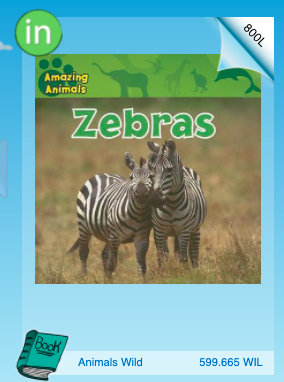 in
800L
Amazing
Animals
Zebras
Book
Animals Wild
599.665 WIL